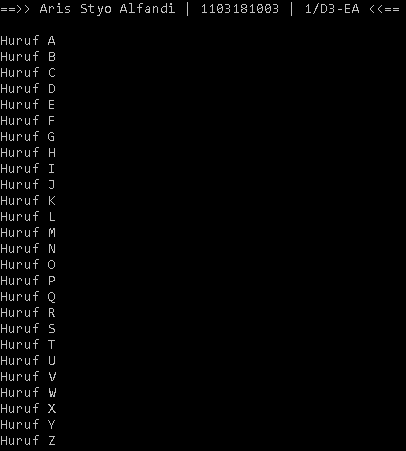 ==>> Aris Styo Alfandi | 1103181003 | 1/D3-EA <<==
Huruf A
Huruf B
Huruf C
Huruf D
Huruf E
Huruf F
Huruf G
Huruf H
Huruf I
Huruf J
Huruf K
Huruf L
Huruf M
Huruf N
Huruf O
Huruf P
Huruf Q
Huruf R
Huruf S
Huruf T
Huruf U
Huruf V
Huruf W
Huruf X
Huruf Y
Huruf Z